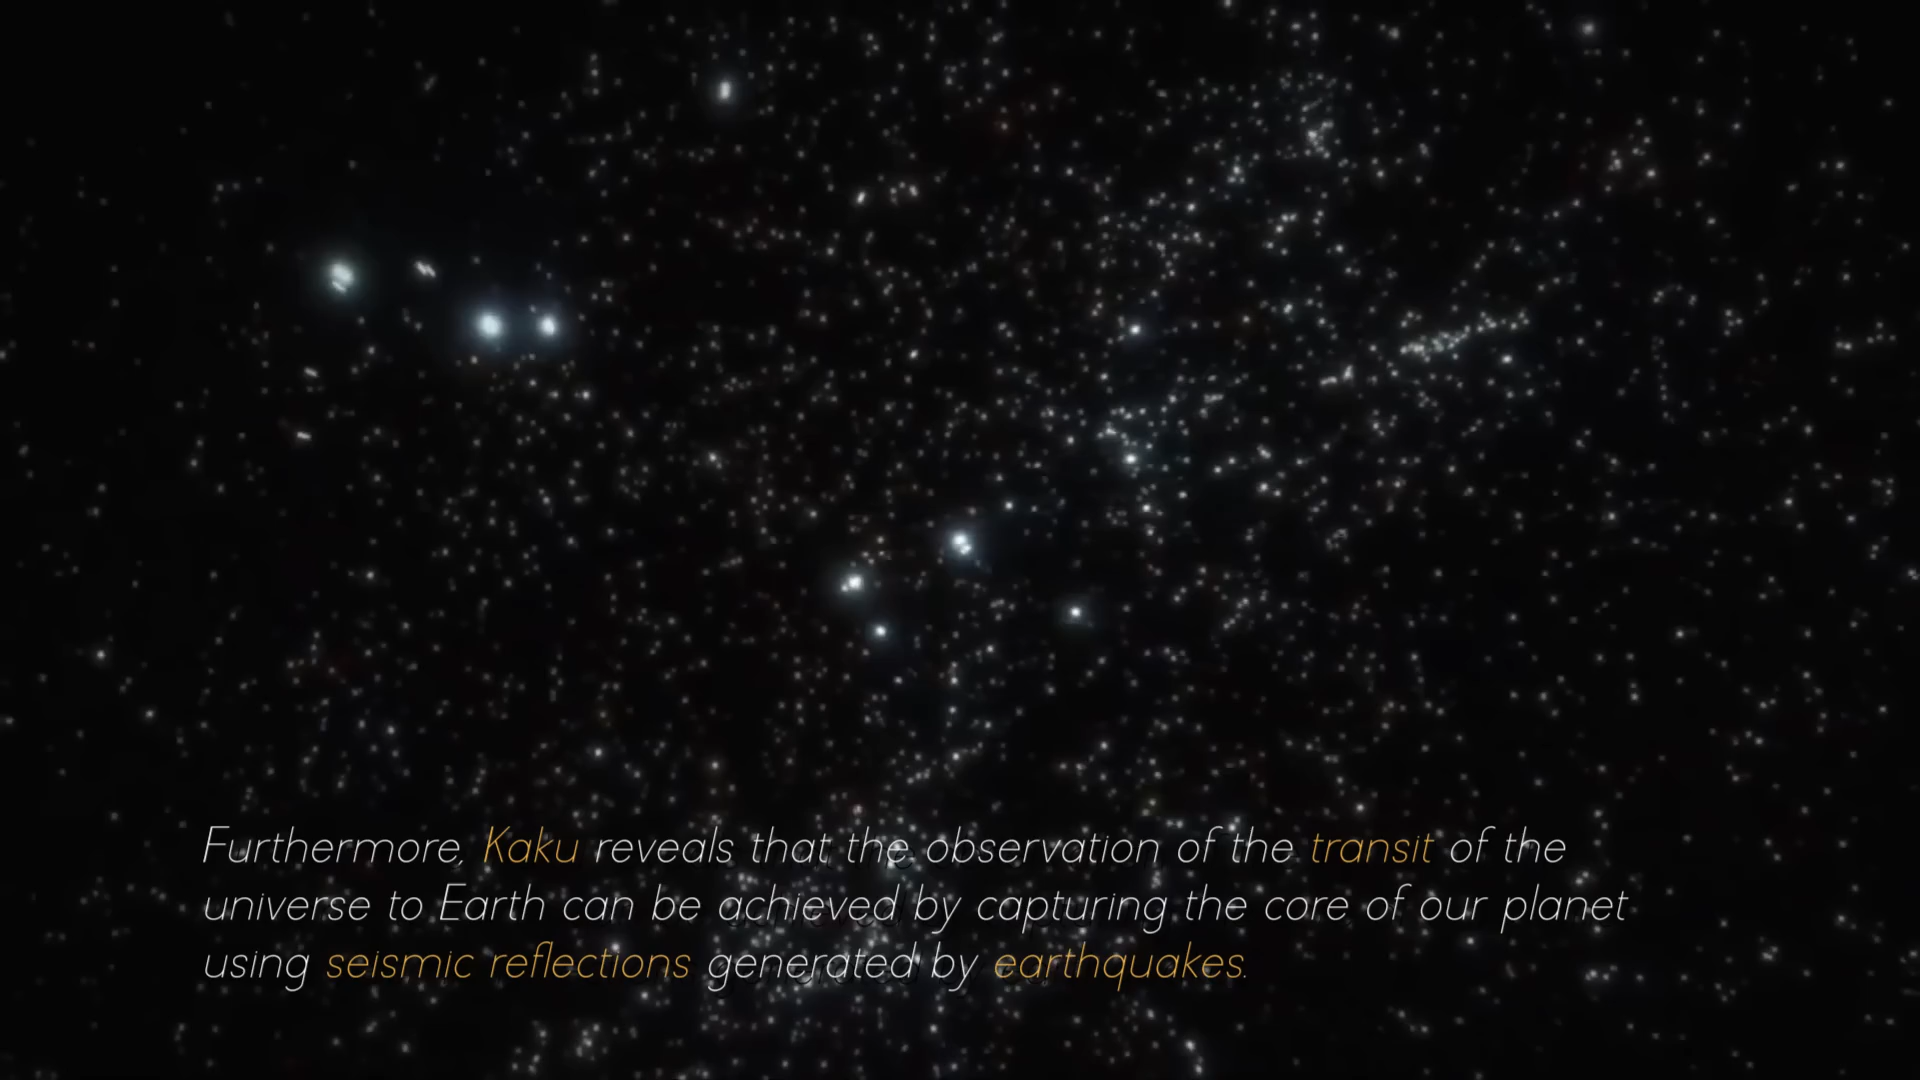 Furthermore, Kaku reveals that the observation of the transit of the
universe to Earth can be achieved by capturing the core of our planet
using seismic reflections generated by earthquakes.